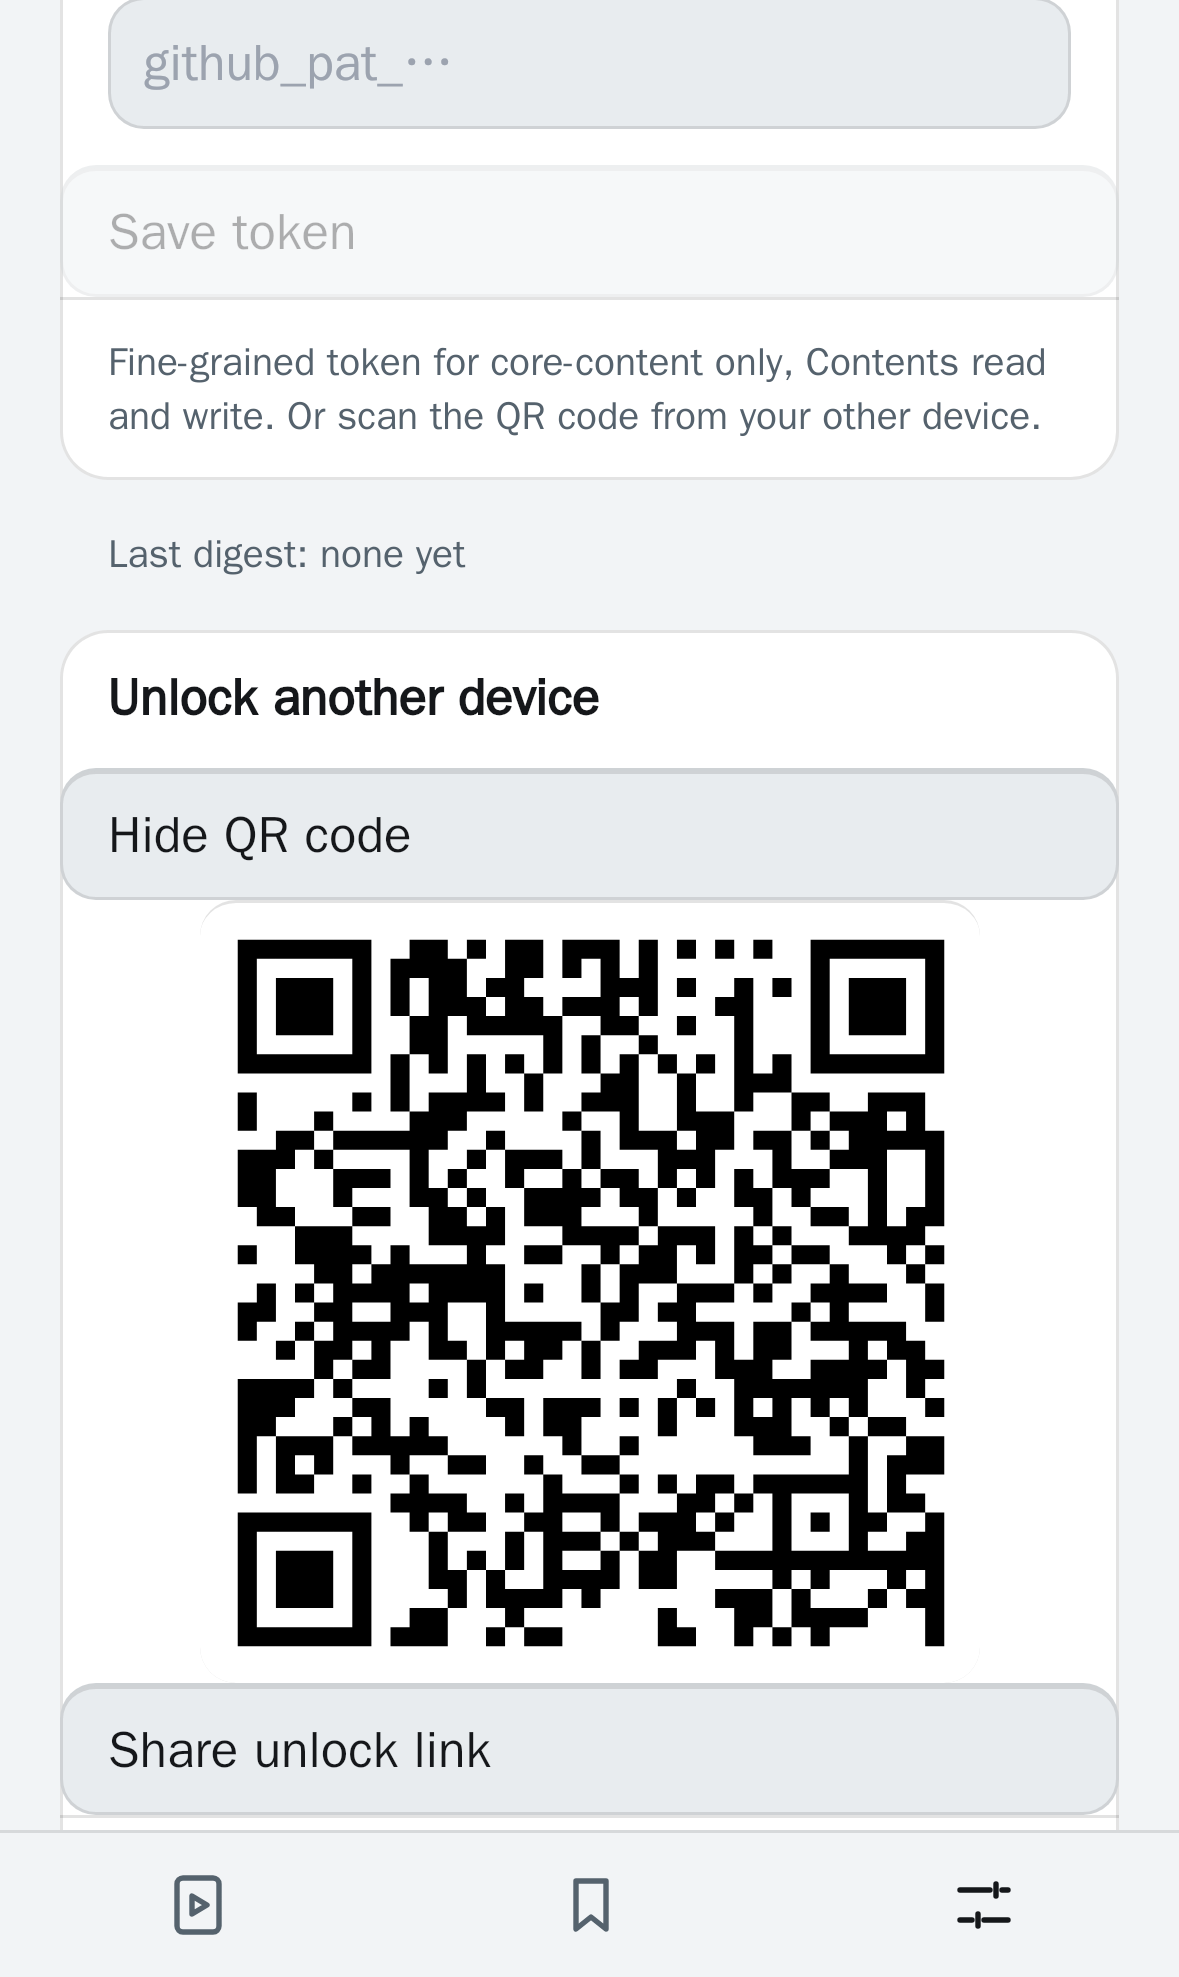 github_pat_…
Save token
Fine-grained token for core-content only, Contents read
and write. Or scan the QR code from your other device.
Last digest: none yet
Unlock another device
Hide QR code
Share unlock link